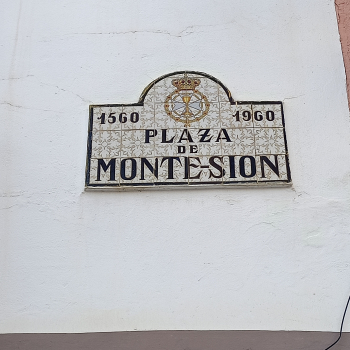 1560 1960
PLAZA
DE
MONTE-SION